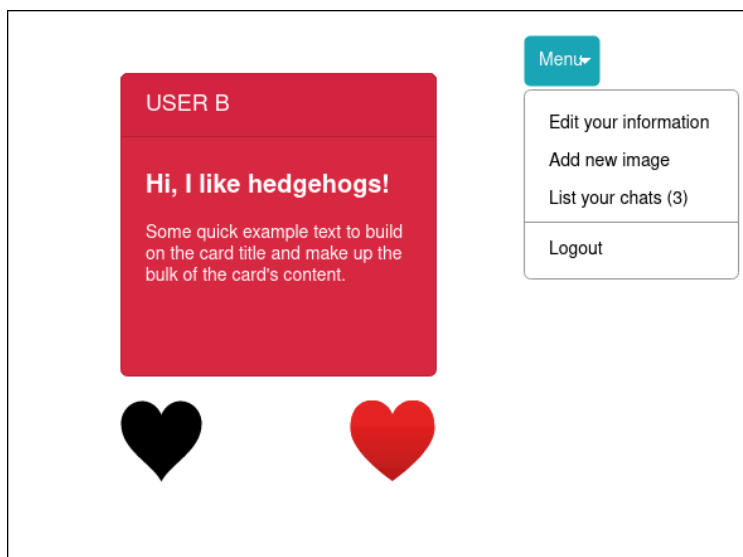 Menu
USER B
Hi, I like hedgehogs!
Some quick example text to build
on the card title and make up the
bulk of the card's content.
Edit your information
Add new image
List your chats (3)
Logout